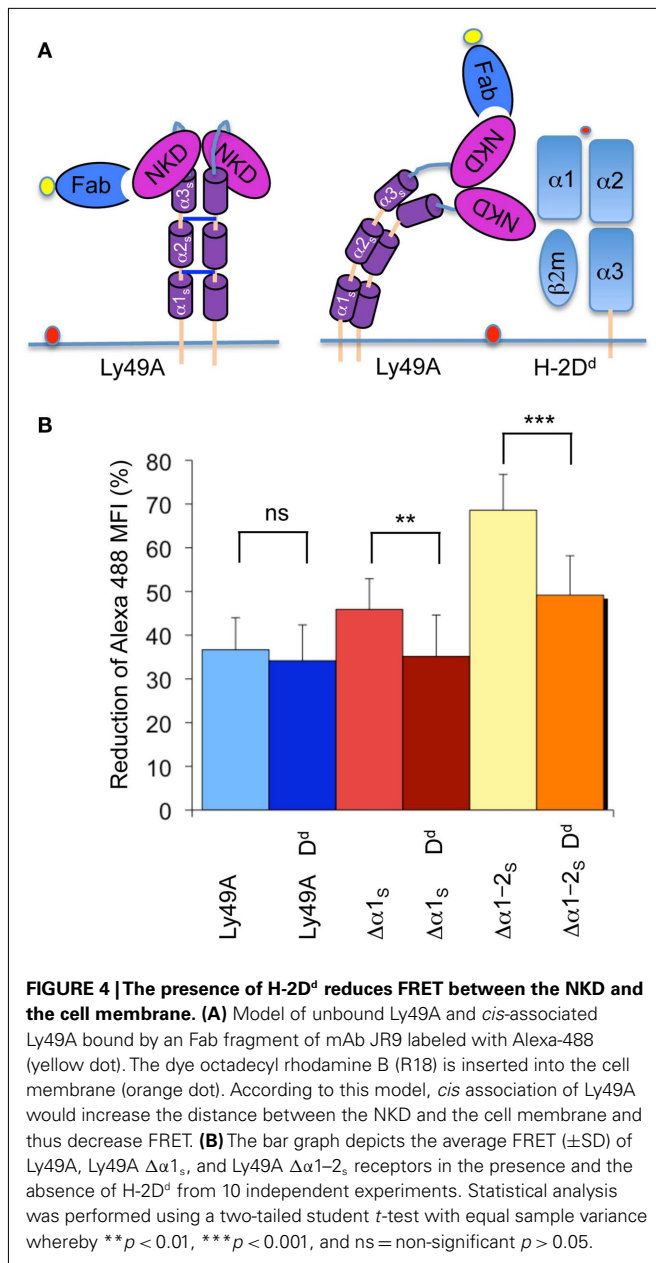 A
Fab
NKD
NKD
α3s
α2s
α1s
Ly49A
Fab
NKD
NKD
α3s
α2s
α1s
α1
α2
β2m
α3
Ly49A
H-2Dᵈ
B
Reduction of Alexa 488 MFI (%)
80
70
60
50
40
30
20
10
0
ns
**
***
Ly49A
Ly49A Dᵈ
Δα1s
Δα1s Dᵈ
Δα1-2s
Δα1-2s Dᵈ
FIGURE 4 | The presence of H-2Dᵈ reduces FRET between the NKD and
the cell membrane. (A) Model of unbound Ly49A and cis-associated
Ly49A bound by an Fab fragment of mAb JR9 labeled with Alexa-488
(yellow dot). The dye octadecyl rhodamine B (R18) is inserted into the cell
membrane (orange dot). According to this model, cis association of Ly49A
would increase the distance between the NKD and the cell membrane and
thus decrease FRET. (B) The bar graph depicts the average FRET (±SD) of
Ly49A, Ly49A Δα1s, and Ly49A Δα1–2s receptors in the presence and the
absence of H-2Dᵈ from 10 independent experiments. Statistical analysis
was performed using a two-tailed student t-test with equal sample variance
whereby **p < 0.01, ***p < 0.001, and ns = non-significant p > 0.05.